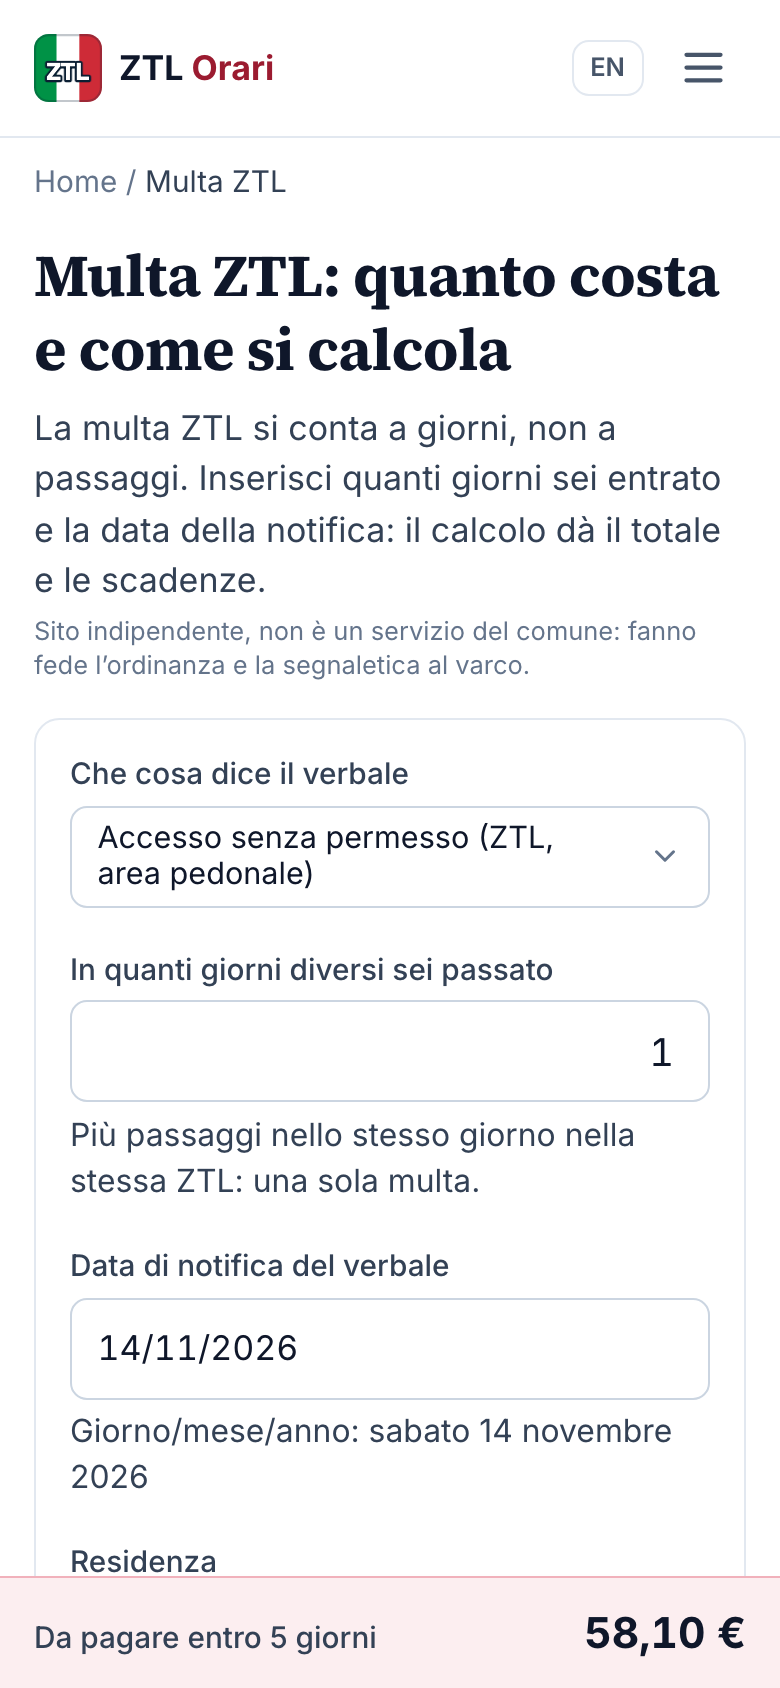 ZTL
ZTL Orari
EN
Home / Multa ZTL
Multa ZTL: quanto costa
e come si calcola
La multa ZTL si conta a giorni, non a
passaggi. Inserisci quanti giorni sei entrato
e la data della notifica: il calcolo dà il totale
e le scadenze.
Sito indipendente, non è un servizio del comune: fanno
fede l’ordinanza e la segnaletica al varco.
Che cosa dice il verbale
Accesso senza permesso (ZTL,
area pedonale)
In quanti giorni diversi sei passato
1
Più passaggi nello stesso giorno nella
stessa ZTL: una sola multa.
Data di notifica del verbale
14/11/2026
Giorno/mese/anno: sabato 14 novembre
2026
Residenza
Da pagare entro 5 giorni
58,10 €